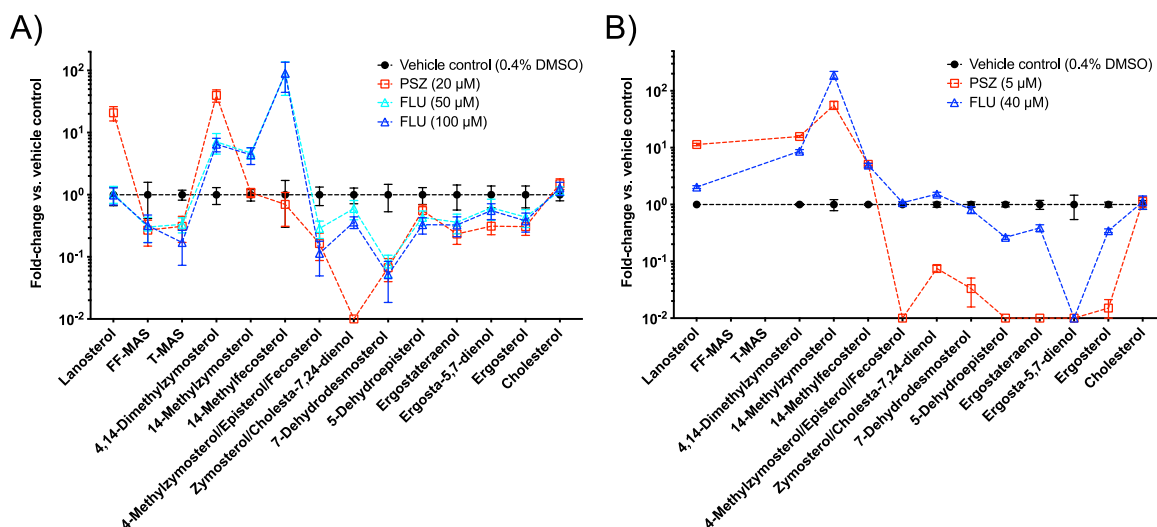 A)
Fold-change vs. vehicle control
10²
10¹
1.0
10⁻¹
10⁻²
Vehicle control (0.4% DMSO)
PSZ (20 µM)
FLU (50 µM)
FLU (100 µM)
Lanosterol
FF-MAS
T-MAS
4,14-Dimethylzymosterol
14-Methylzymosterol
14-Methylfecosterol
4-Methylzymosterol/Episterol/Fecosterol
Zymosterol/Cholesta-7,24-dienol
7-Dehydrodesmosterol
5-Dehydroepisterol
Ergostataraenol
Ergosta-5,7-dienol
Ergosterol
Cholesterol
B)
Fold-change vs. vehicle control
10²
10¹
10⁰
10⁻¹
10⁻²
Vehicle control (0.4% DMSO)
PSZ (5 µM)
FLU (40 µM)
Lanosterol
FF-MAS
T-MAS
4,14-Dimethylzymosterol
14-Methylzymosterol
14-Methylfecosterol
4-Methylzymosterol/Episterol/Fecosterol
Zymosterol/Cholesta-7,24-dienol
7-Dehydrodesmosterol
5-Dehydroepisterol
Ergostateraenol
Ergosta-5,7-dienol
Ergosterol
Cholesterol